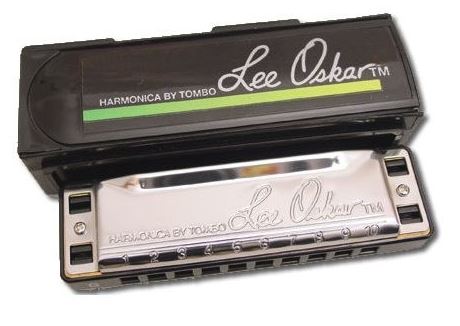 HARMONICA BY TOMBO Lee Oskar TM
HARMONICA BY TOMBO Lee Oskar TM
1 2 3 4 5 6 7 8 9 10